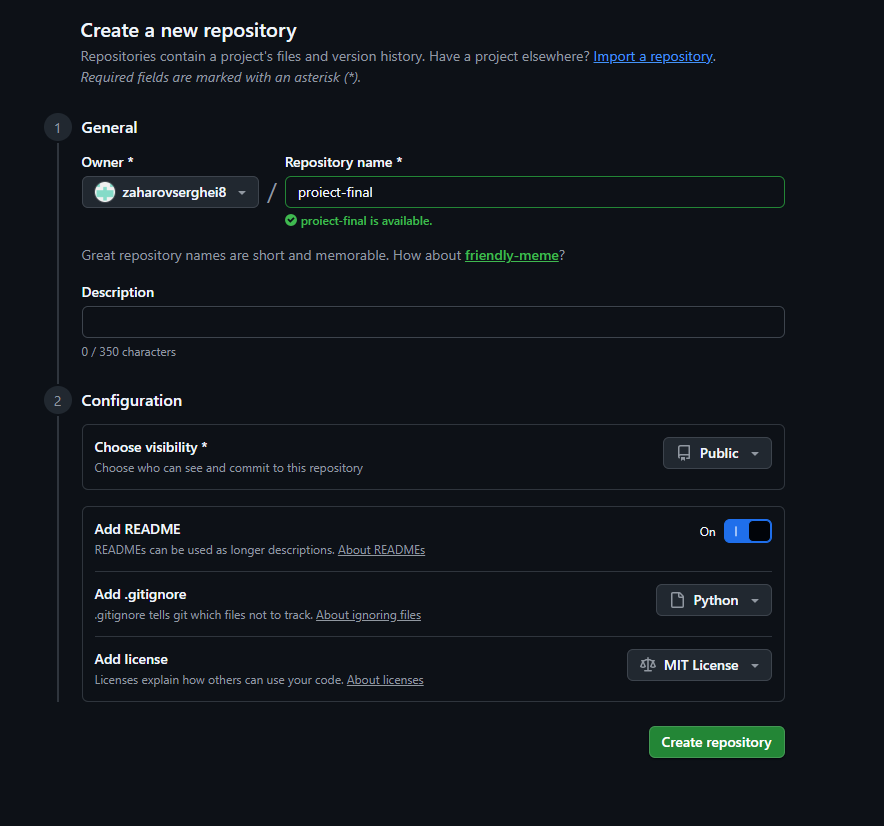 Create a new repository
Repositories contain a project's files and version history. Have a project elsewhere? Import a repository.
Required fields are marked with an asterisk (*).
1 General
Owner *
Repository name *
zaharovserghei8 / proiect-final
proiect-final is available.
Great repository names are short and memorable. How about friendly-meme?
Description
0 / 350 characters
2 Configuration
Choose visibility *
Choose who can see and commit to this repository
Public
Add README
READMEs can be used as longer descriptions. About READMEs
On
Add .gitignore
.gitignore tells git which files not to track. About ignoring files
Python
Add license
Licenses explain how others can use your code. About licenses
MIT License
Create repository